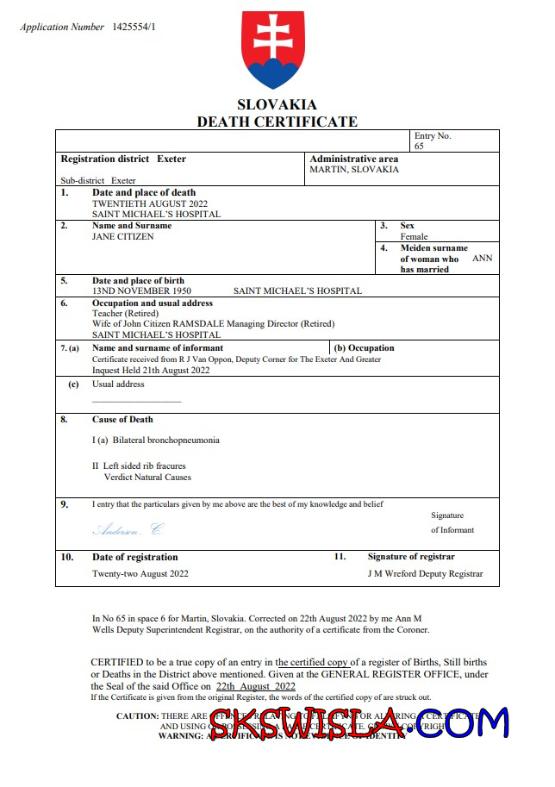 Application Number 1425554/1
SLOVAKIA
DEATH CERTIFICATE
Entry No.
65
Registration district Exeter
Administrative area
MARTIN, SLOVAKIA
Sub-district Exeter
1. Date and place of death
TWENTIETH AUGUST 2022
SAINT MICHAEL'S HOSPITAL
2. Name and Surname
JANE CITIZEN
3. Sex
Female
4. Meiden surname
of woman who ANN
has married
5. Date and place of birth
13ND NOVEMBER 1950 SAINT MICHAEL'S HOSPITAL
6. Occupation and usual address
Teacher (Retired)
Wife of John Citizen RAMSDALE Managing Director (Retired)
SAINT MICHAEL'S HOSPITAL
7. (a) Name and surname of informant (b) Occupation
Certificate received from R J Van Oppon, Deputy Corner for The Exeter And Greater
Inquest Held 21th August 2022
(c) Usual address
8. Cause of Death
I (a) Bilateral bronchopneumonia
II Left sided rib fracures
Verdict Natural Causes
9. I entry that the particulars given by me above are the best of my knowledge and belief
Anderson. C.
Signature
of Informant
10. Date of registration 11. Signature of registrar
Twenty-two August 2022 J M Wreford Deputy Registrar
In No 65 in space 6 for Martin, Slovakia. Corrected on 22th August 2022 by me Ann M
Wells Deputy Superintendent Registrar, on the authority of a certificate from the Coroner.
CERTIFIED to be a true copy of an entry in the certified copy of a register of Births, Still births
or Deaths in the District above mentioned. Given at the GENERAL REGISTER OFFICE, under
the Seal of the said Office on 22th August 2022
If the Certificate is given from the original Register, the words of the certified copy of are struck out.
CAUTION: THERE ARE
AND USING
WARNING: A
SKSWISLA.COM